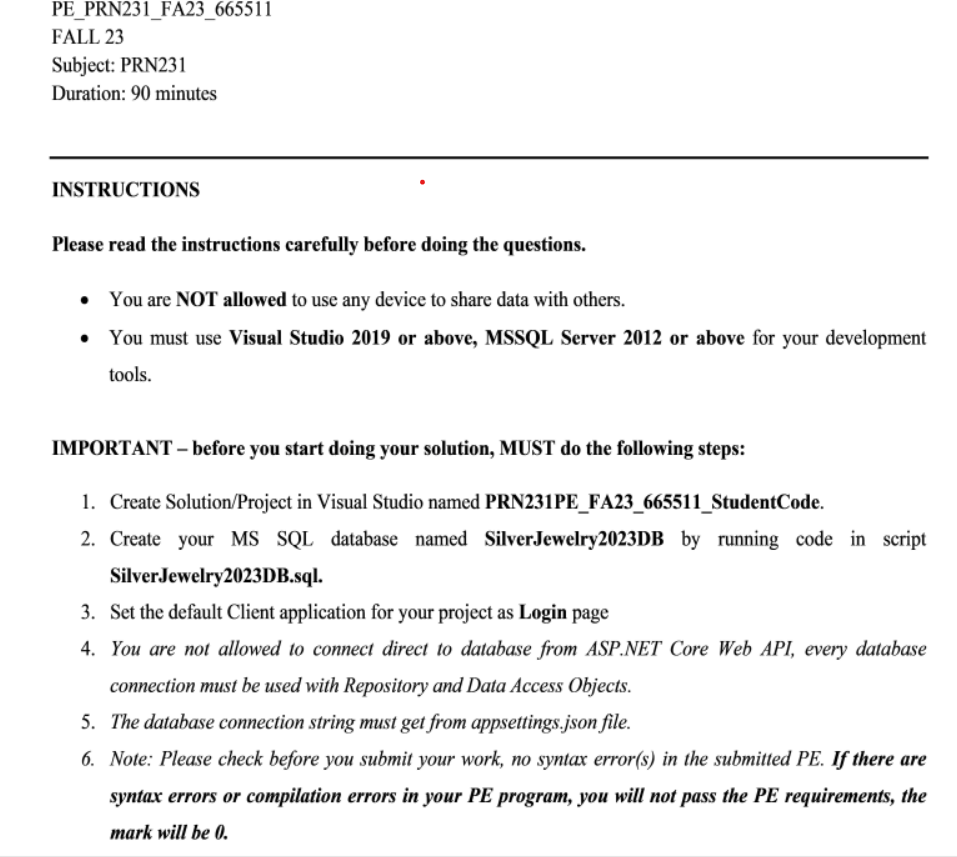 PE_PRN231_FA23_665511
FALL 23
Subject: PRN231
Duration: 90 minutes
INSTRUCTIONS
Please read the instructions carefully before doing the questions.
• You are NOT allowed to use any device to share data with others.
• You must use Visual Studio 2019 or above, MSSQL Server 2012 or above for your development
tools.
IMPORTANT – before you start doing your solution, MUST do the following steps:
1. Create Solution/Project in Visual Studio named PRN231PE_FA23_665511_StudentCode.
2. Create your MS SQL database named SilverJewelry2023DB by running code in script
SilverJewelry2023DB.sql.
3. Set the default Client application for your project as Login page
4. You are not allowed to connect direct to database from ASP.NET Core Web API, every database
connection must be used with Repository and Data Access Objects.
5. The database connection string must get from appsettings.json file.
6. Note: Please check before you submit your work, no syntax error(s) in the submitted PE. If there are
syntax errors or compilation errors in your PE program, you will not pass the PE requirements, the
mark will be 0.